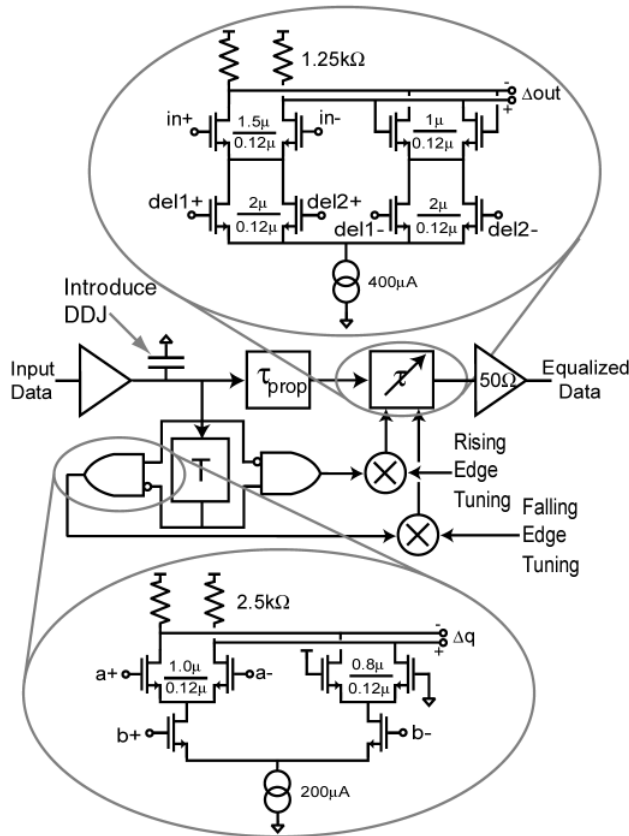 1.25kΩ
Δout
-
+
in+
1.5μ
0.12μ
in-
1μ
0.12μ
del1+
2μ
0.12μ
del2+
del1-
2μ
0.12μ
del2-
400μA
Introduce
DDJ
Input
Data
τprop
τ
50Ω
Equalized
Data
T
Rising
Edge
Tuning
Falling
Edge
Tuning
2.5kΩ
-
Δq
+
a+
1.0μ
0.12μ
a-
0.8μ
0.12μ
b+
b-
200μA